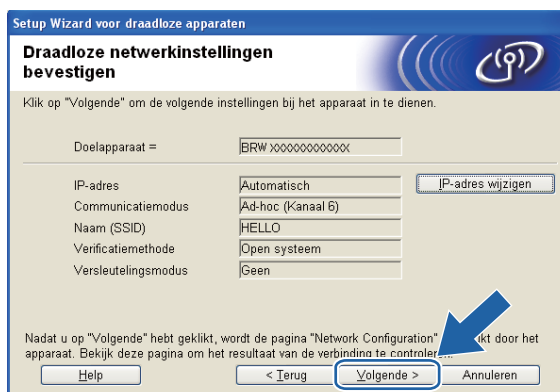 Setup Wizard voor draadloze apparaten
Draadloze netwerkinstellingen
bevestigen
Klik op "Volgende" om de volgende instellingen bij het apparaat in te dienen.
Doelapparaat = BRW XXXXXXXXXXXX
IP-adres Automatisch IP-adres wijzigen
Communicatiemodus Ad-hoc (Kanaal 6)
Naam (SSID) HELLO
Verificatiemethode Open systeem
Versleutelingsmodus Geen
Nadat u op "Volgende" hebt geklikt, wordt de pagina "Network Configuration" door het
apparaat. Bekijk deze pagina om het resultaat van de verbinding te controleren.
Help < Terug Volgende > Annuleren